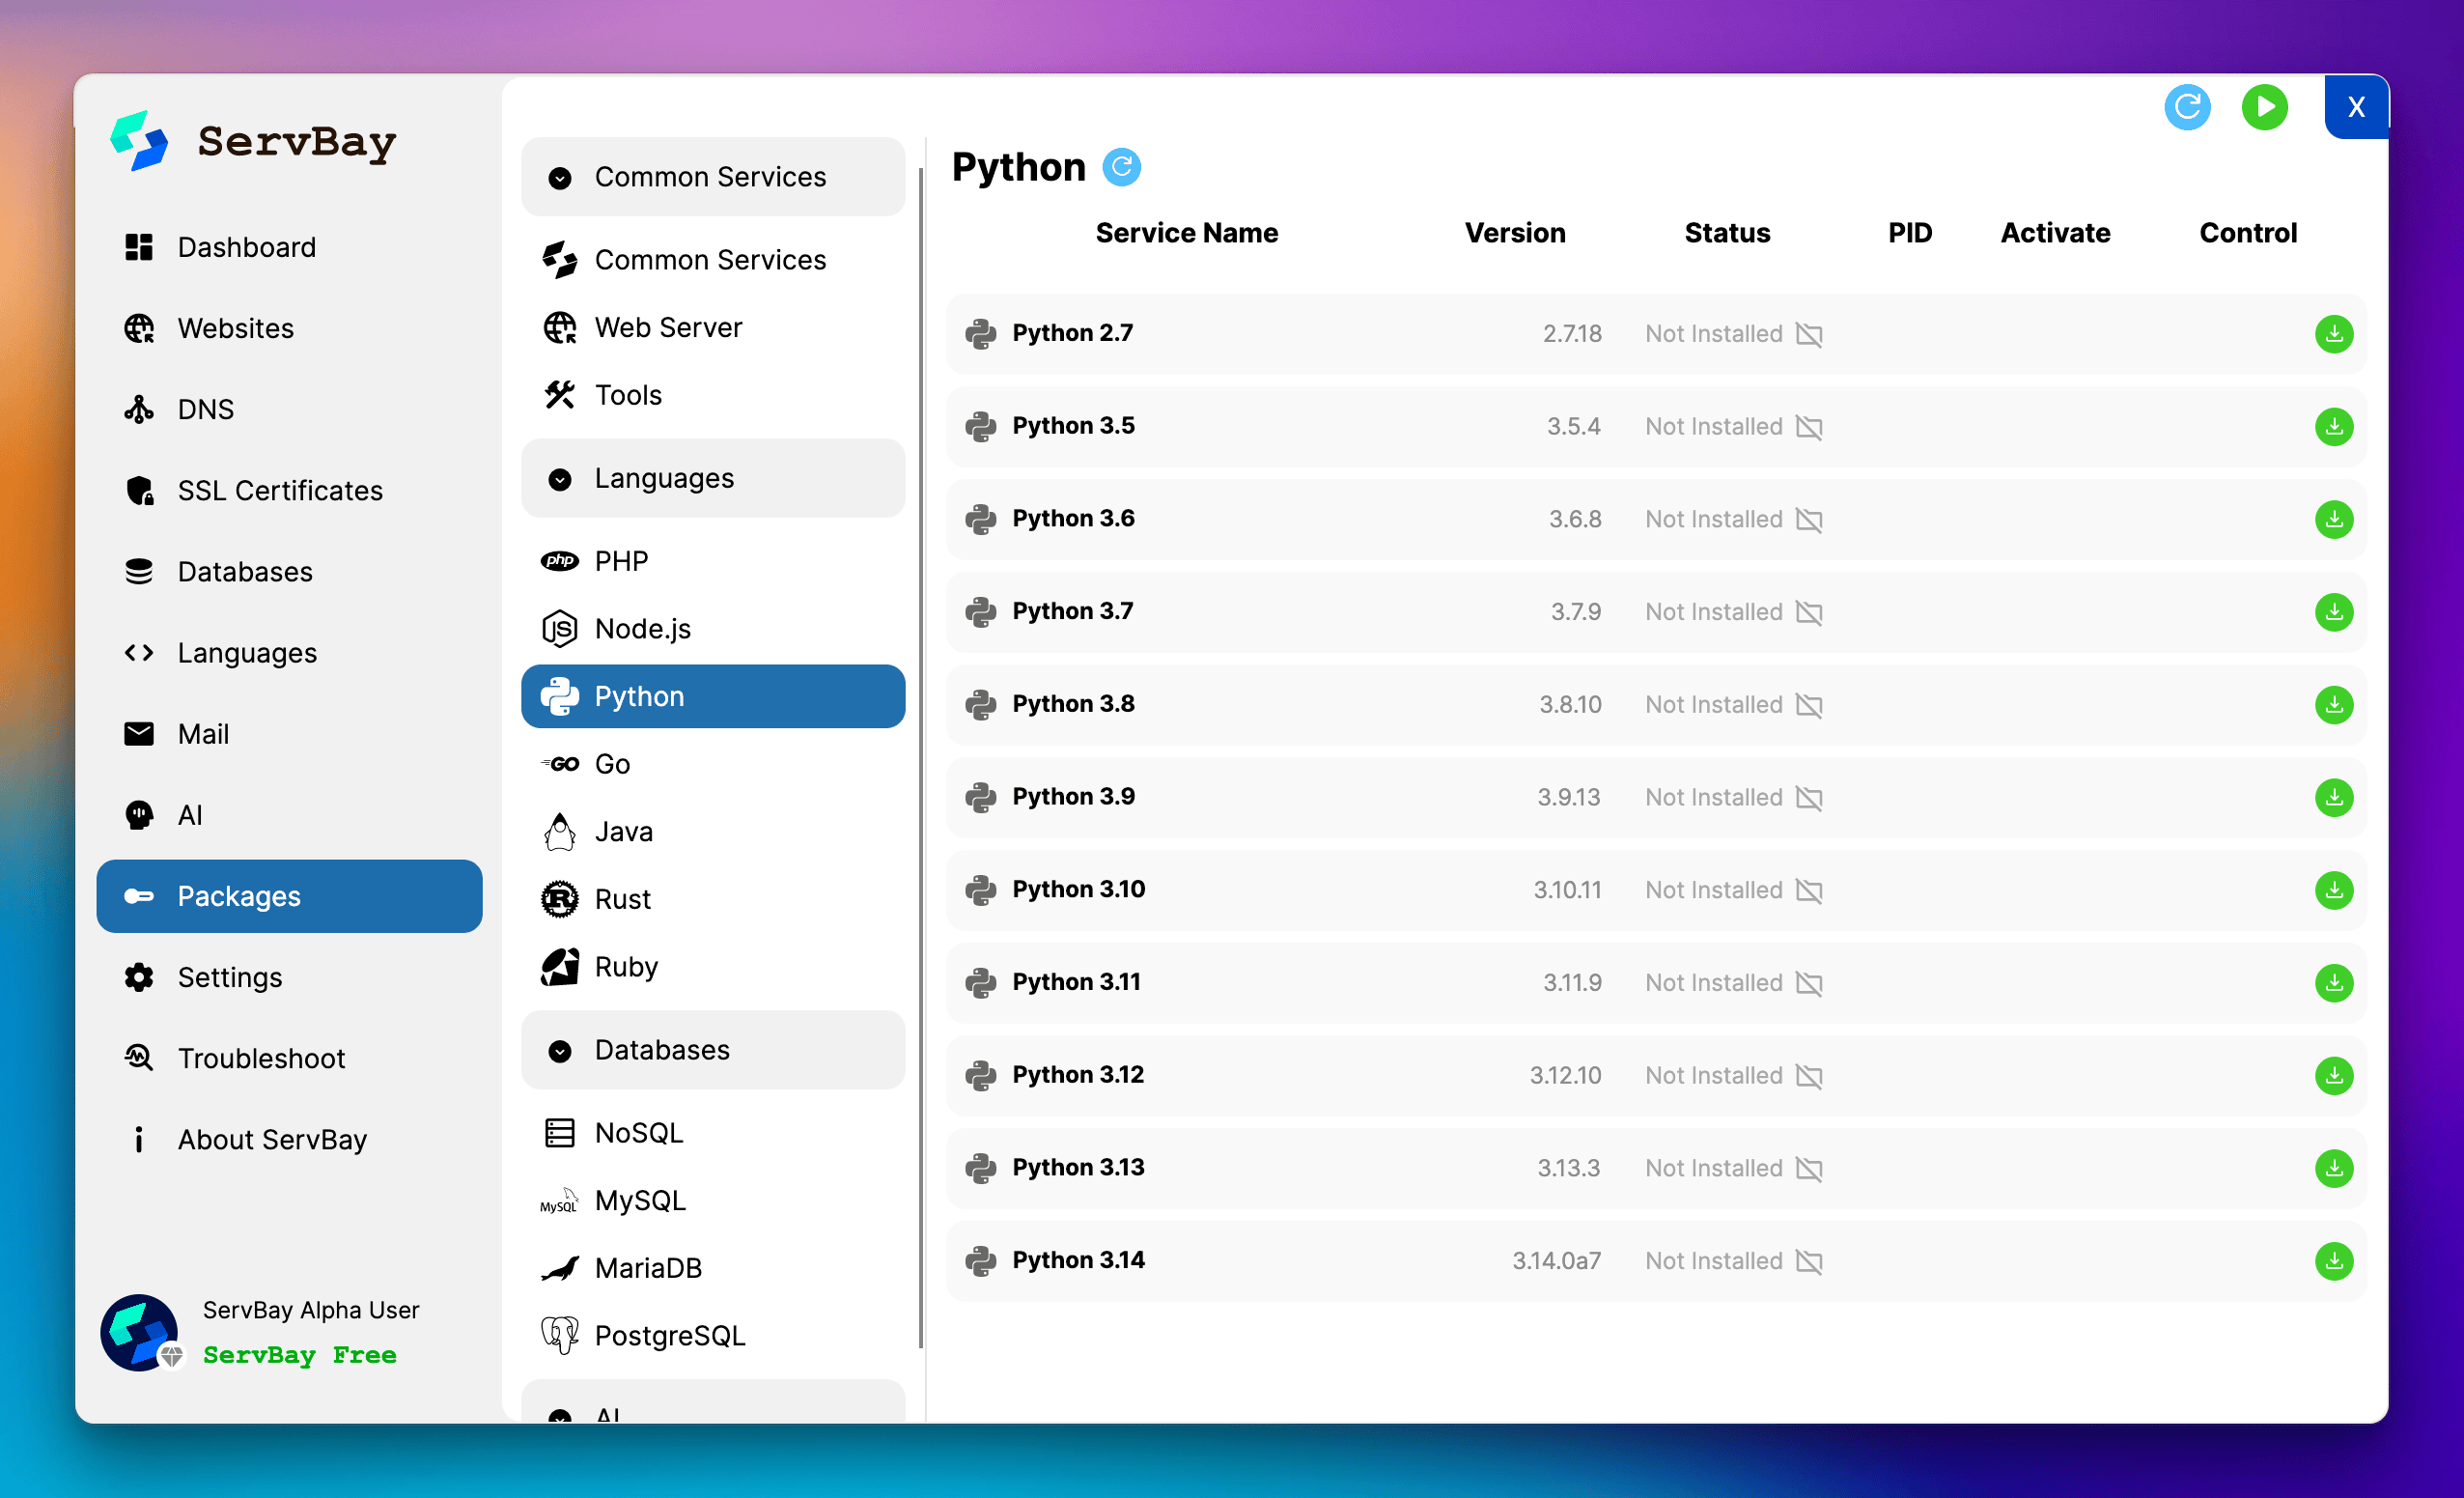 ServBay
Dashboard
Websites
DNS
SSL Certificates
Databases
Languages
Mail
AI
Packages
Settings
Troubleshoot
About ServBay
ServBay Alpha User
ServBay Free
Common Services
Common Services
Web Server
Tools
Languages
php PHP
JS Node.js
Python
GO Go
Java
R Rust
Ruby
Databases
NoSQL
MySQL MySQL
MariaDB
PostgreSQL
AI
X
Python
Service Name Version Status PID Activate Control
Python 2.7 2.7.18 Not Installed
Python 3.5 3.5.4 Not Installed
Python 3.6 3.6.8 Not Installed
Python 3.7 3.7.9 Not Installed
Python 3.8 3.8.10 Not Installed
Python 3.9 3.9.13 Not Installed
Python 3.10 3.10.11 Not Installed
Python 3.11 3.11.9 Not Installed
Python 3.12 3.12.10 Not Installed
Python 3.13 3.13.3 Not Installed
Python 3.14 3.14.0a7 Not Installed